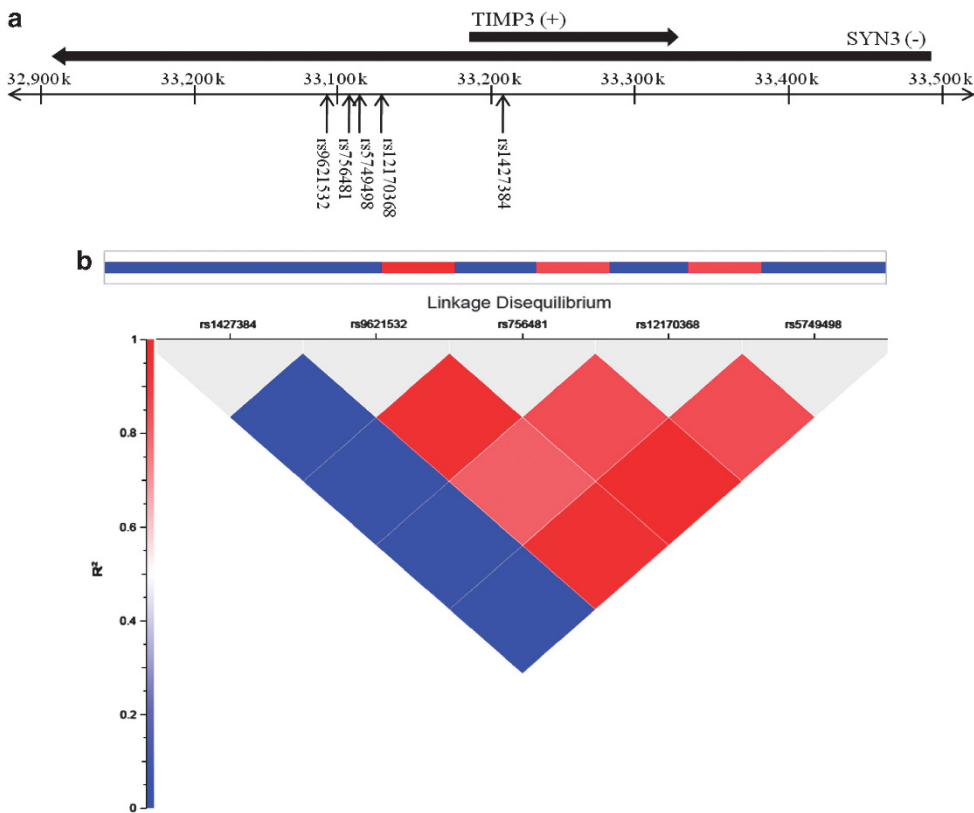 a
TIMP3 (+)
SYN3 (-)
32,900k 33,200k 33,100k 33,200k 33,300k 33,400k 33,500k
rs9621532
rs756481
rs5749498
rs12170368
rs1427384
b
Linkage Disequilibrium
rs1427384 rs9621532 rs756481 rs12170368 rs5749498
1
0.8
0.6
R²
0.4
0.2
0